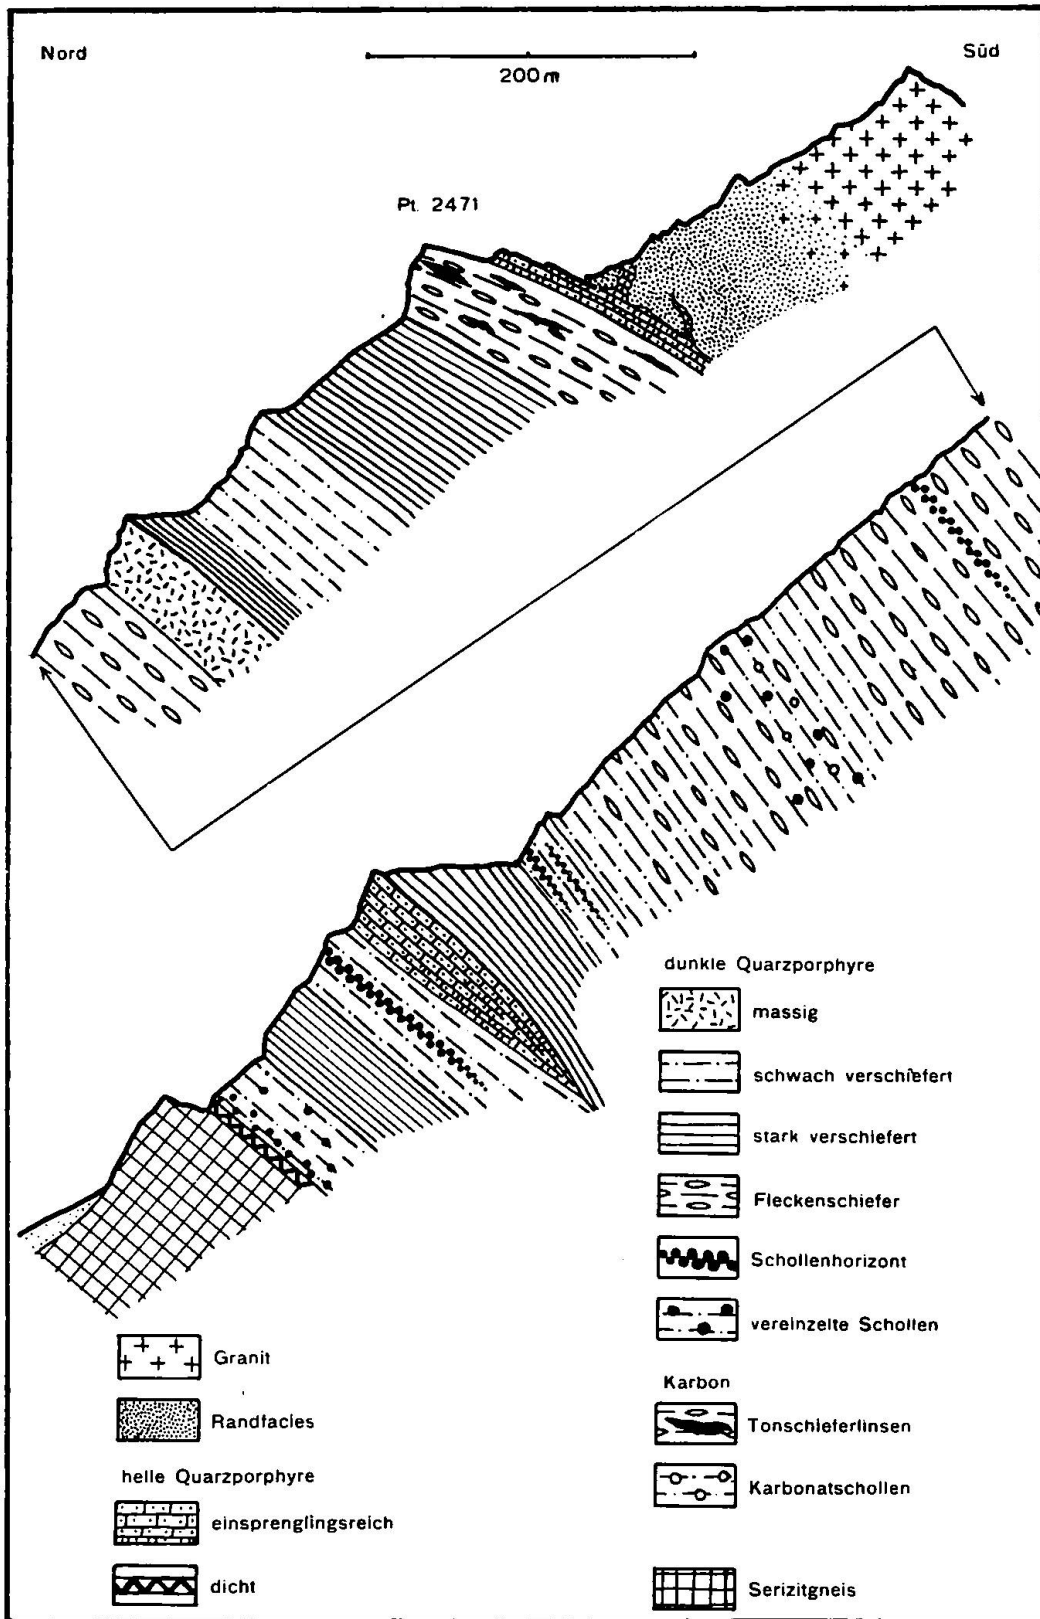 Nord
Süd
200m
Pt. 2471
dunkle Quarzporphyre
massig
schwach verschiefert
stark verschiefert
Fleckenschiefer
Schollenhorizont
vereinzelte Schollen
Karbon
Tonschieferlinsen
Karbonatschollen
Serizitgneis
Granit
Randfacies
helle Quarzporphyre
einsprenglingsreich
dicht